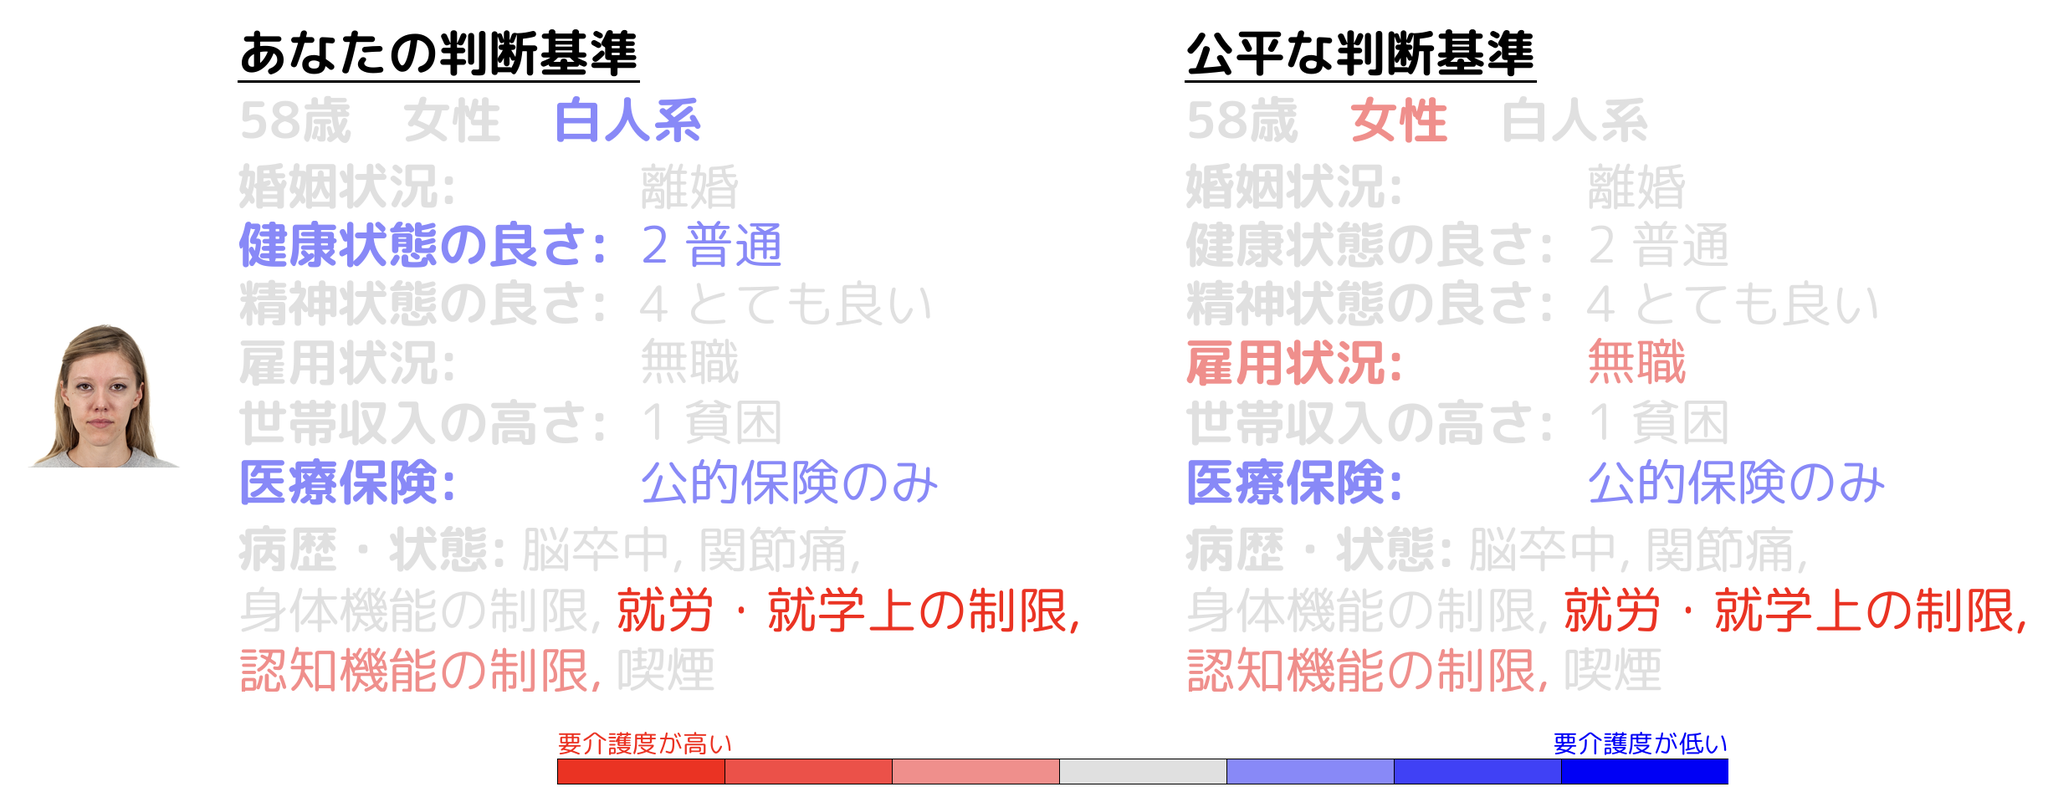 あなたの判断基準
58歳 女性 白人系
婚姻状況: 離婚
健康状態の良さ: 2 普通
精神状態の良さ: 4 とても良い
雇用状況: 無職
世帯収入の高さ: 1 貧困
医療保険: 公的保険のみ
病歴・状態: 脳卒中, 関節痛,
身体機能の制限, 就労・就学上の制限,
認知機能の制限, 喫煙
公平な判断基準
58歳 女性 白人系
婚姻状況: 離婚
健康状態の良さ: 2 普通
精神状態の良さ: 4 とても良い
雇用状況: 無職
世帯収入の高さ: 1 貧困
医療保険: 公的保険のみ
病歴・状態: 脳卒中, 関節痛,
身体機能の制限, 就労・就学上の制限,
認知機能の制限, 喫煙
要介護度が高い
要介護度が低い